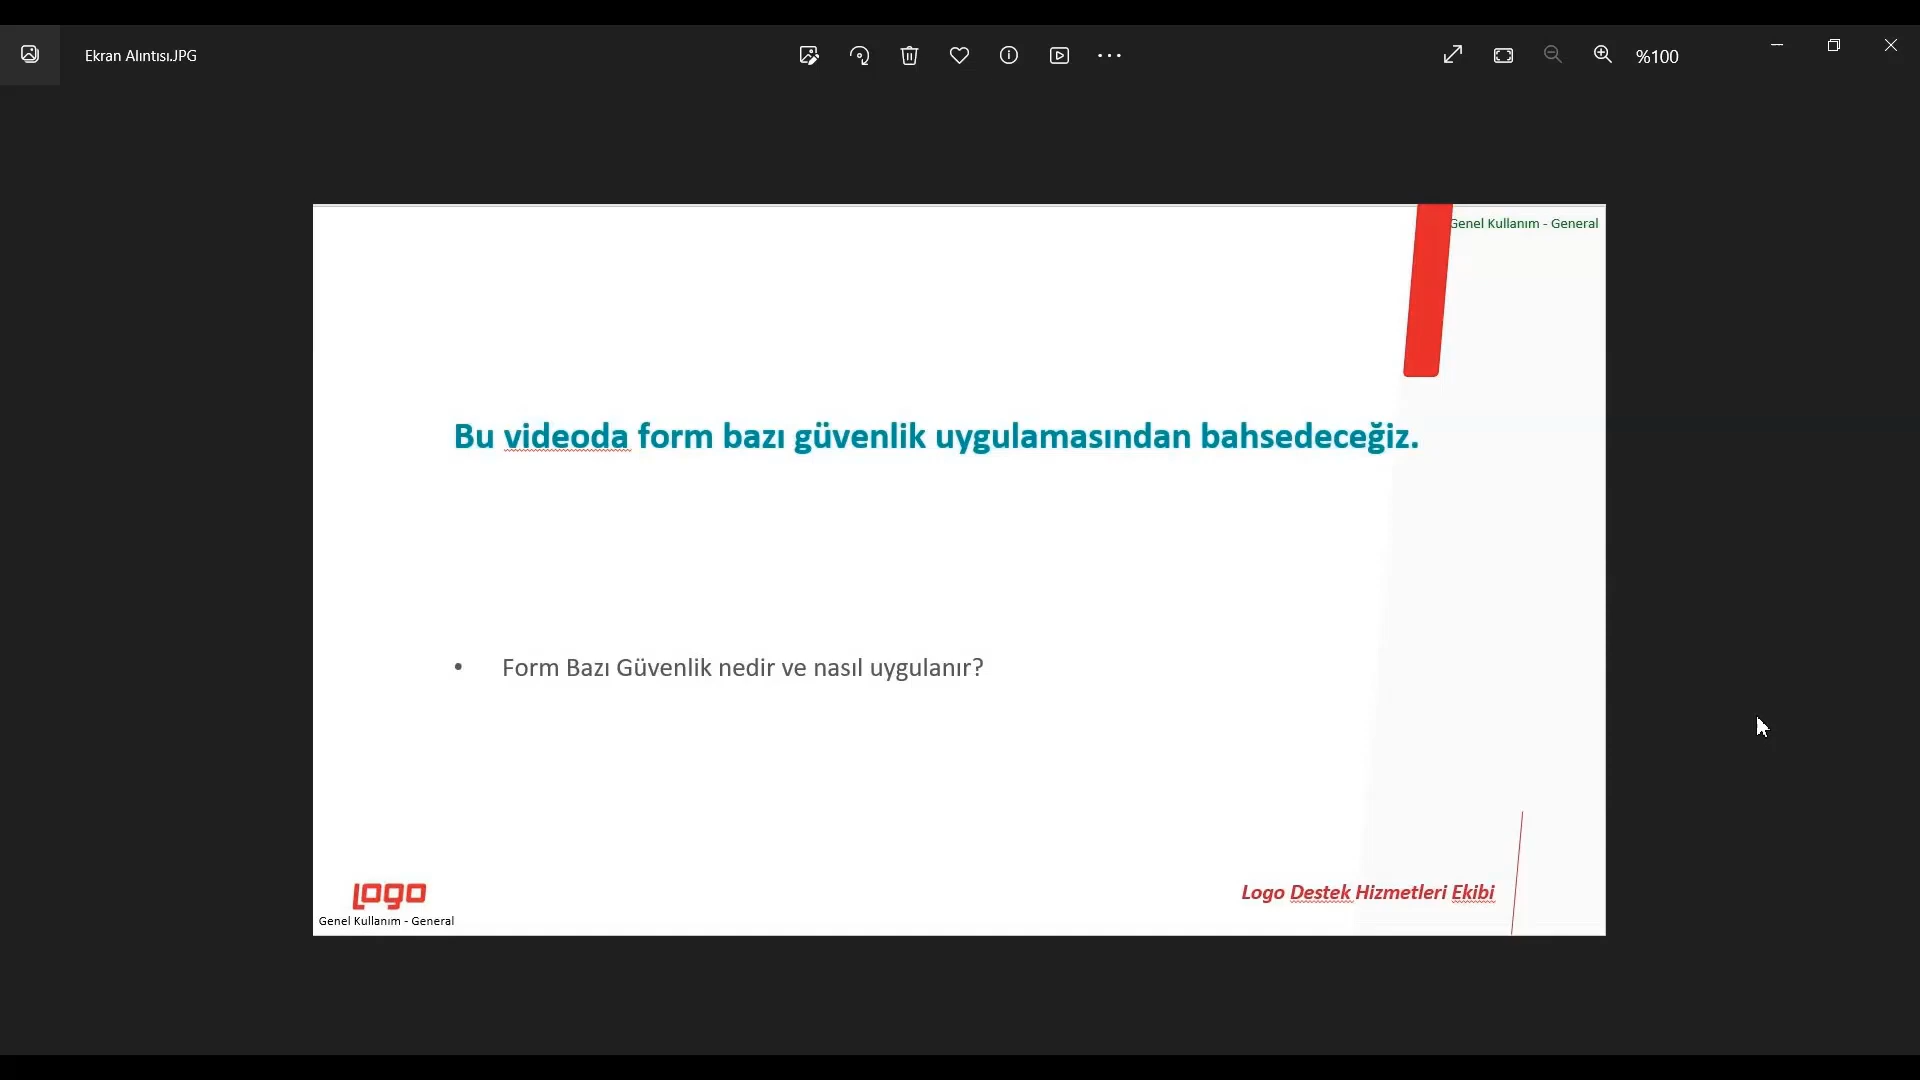 Ekran Alıntısı.JPG
%100
Genel Kullanım - General
Bu videoda form bazı güvenlik uygulamasından bahsedeceğiz.
• Form Bazı Güvenlik nedir ve nasıl uygulanır?
LOGO
Logo Destek Hizmetleri Ekibi
Genel Kullanım - General